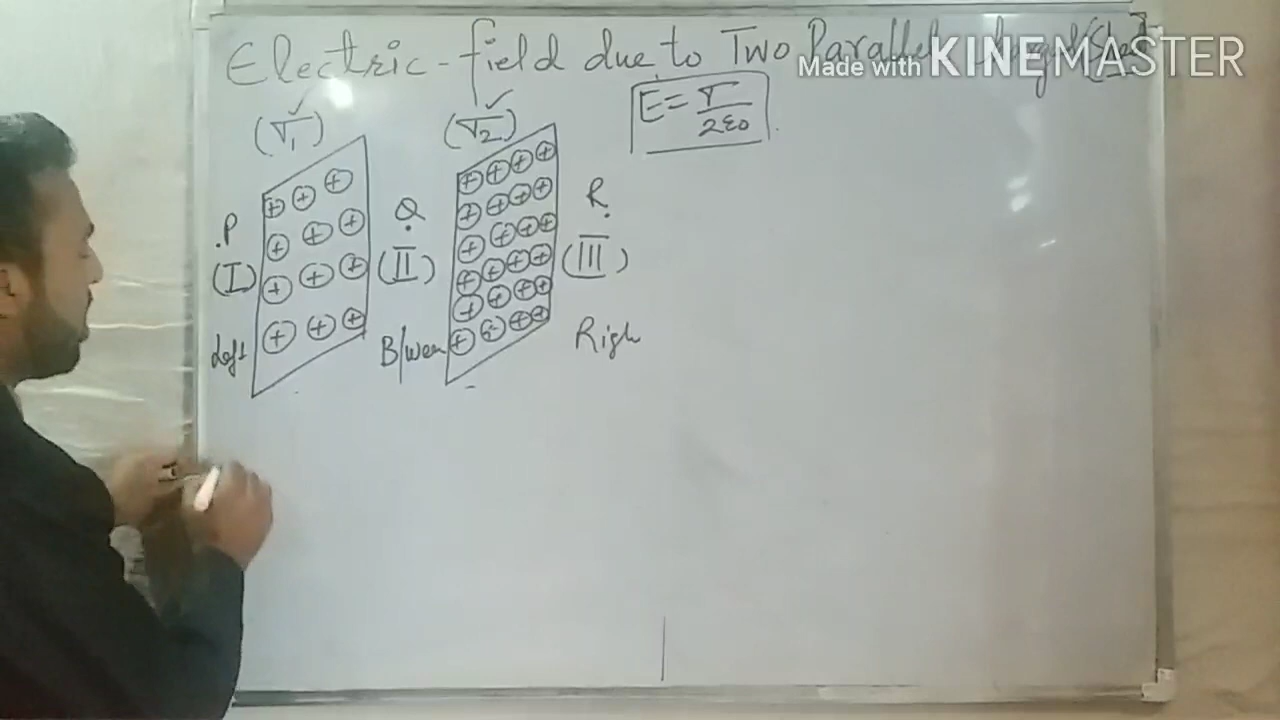 Electric-field due to Two Parallel
Made with KINEMASTER
(σ₁) (σ₂) E = σ/2ε₀
.P Q R
(I) (II) (III)
Left B/ween Righ